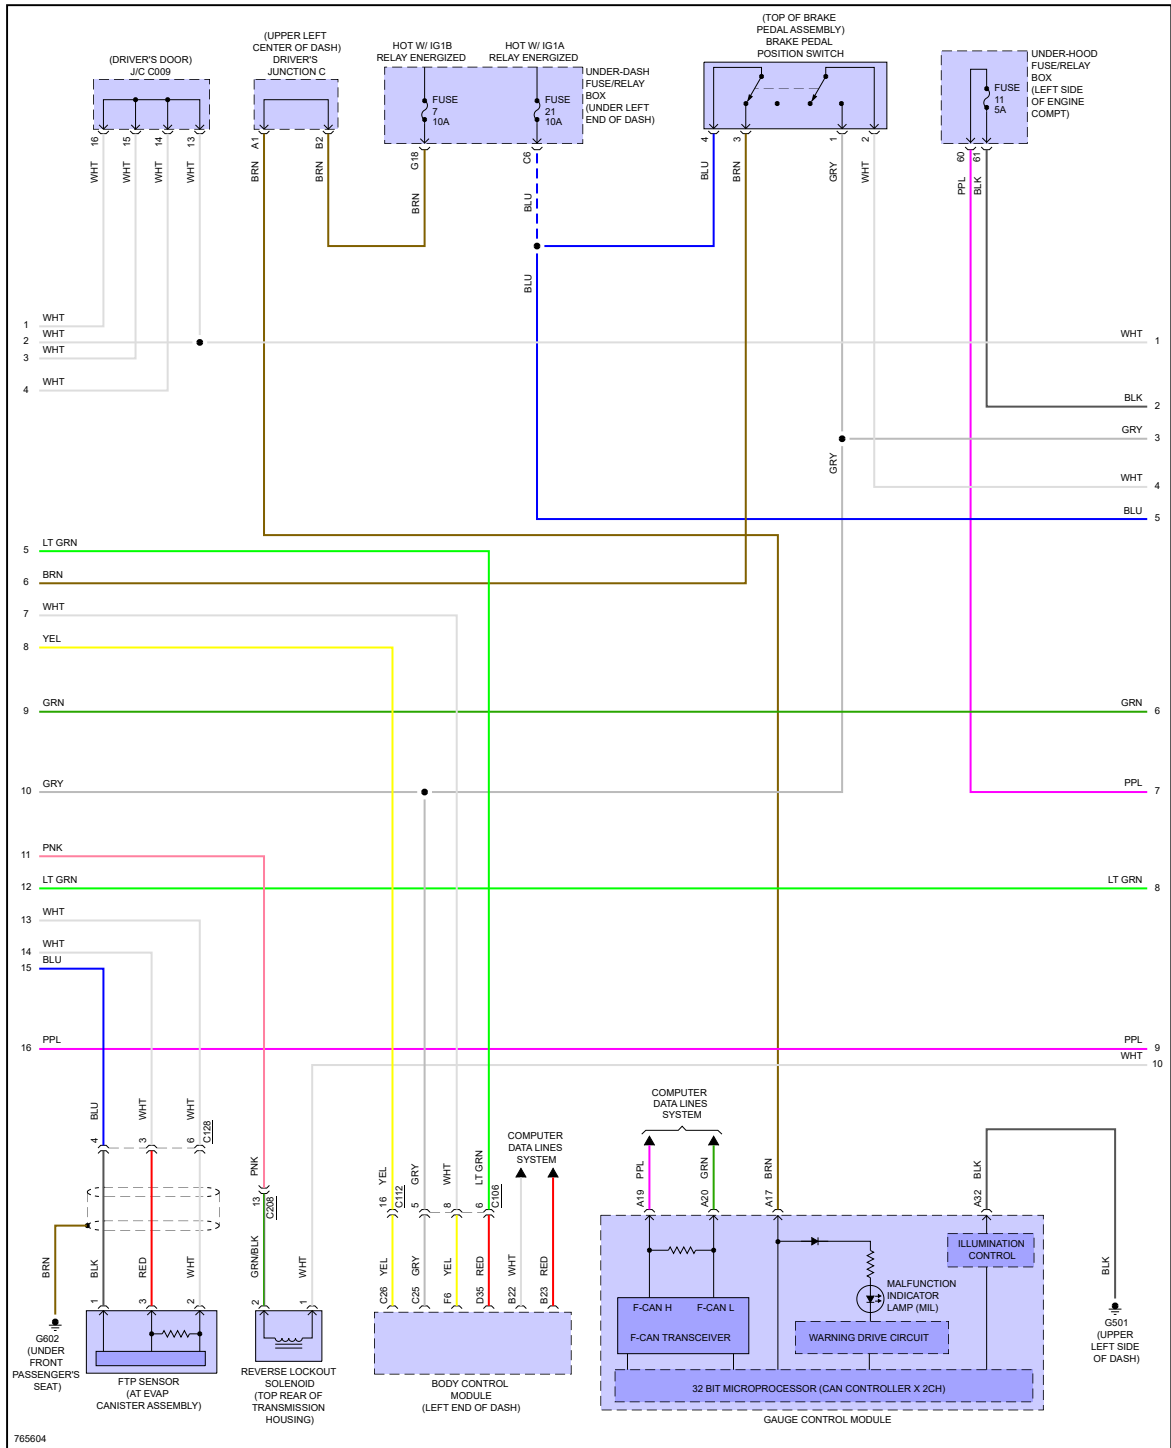 (DRIVER'S DOOR)
J/C C009
(UPPER LEFT
CENTER OF DASH)
DRIVER'S
JUNCTION C
HOT W/ IG1B
RELAY ENERGIZED
HOT W/ IG1A
RELAY ENERGIZED
UNDER-DASH
FUSE/RELAY
BOX
(UNDER LEFT
END OF DASH)
(TOP OF BRAKE
PEDAL ASSEMBLY)
BRAKE PEDAL
POSITION SWITCH
UNDER-HOOD
FUSE/RELAY
BOX
(LEFT SIDE
OF ENGINE
COMPT)
FUSE
7
10A
FUSE
21
10A
FUSE
11
5A
16
15
14
13
A1
B2
G18
C6
4
3
1
2
60
61
WHT
WHT
WHT
WHT
BRN
BRN
BRN
BLU
BLU
BRN
GRY
WHT
PPL
BLK
BLU
1 WHT
2 WHT
3 WHT
4 WHT
WHT 1
BLK 2
GRY 3
GRY
WHT 4
BLU 5
5 LT GRN
6 BRN
7 WHT
8 YEL
9 GRN
GRN 6
10 GRY
PPL 7
11 PNK
12 LT GRN
LT GRN 8
13 WHT
14 WHT
15 BLU
16 PPL
PPL 9
WHT 10
BLU
WHT
WHT
4
3
6
C128
PNK
13
C208
YEL
GRY
WHT
LT GRN
16
C112
5
8
6
C106
COMPUTER
DATA LINES
SYSTEM
COMPUTER
DATA LINES
SYSTEM
PPL
GRN
BRN
BLK
A19
A20
A17
A32
BRN
BLK
RED
WHT
GRN/BLK
WHT
YEL
GRY
YEL
RED
WHT
RED
BLK
1
3
2
2
1
C26
C25
F6
D35
B22
B23
ILLUMINATION
CONTROL
MALFUNCTION
INDICATOR
LAMP (MIL)
F-CAN H
F-CAN L
F-CAN TRANSCEIVER
WARNING DRIVE CIRCUIT
32 BIT MICROPROCESSOR (CAN CONTROLLER X 2CH)
GAUGE CONTROL MODULE
G602
(UNDER
FRONT
PASSENGER'S
SEAT)
FTP SENSOR
(AT EVAP
CANISTER ASSEMBLY)
REVERSE LOCKOUT
SOLENOID
(TOP REAR OF
TRANSMISSION
HOUSING)
BODY CONTROL
MODULE
(LEFT END OF DASH)
G501
(UPPER
LEFT SIDE
OF DASH)
765604